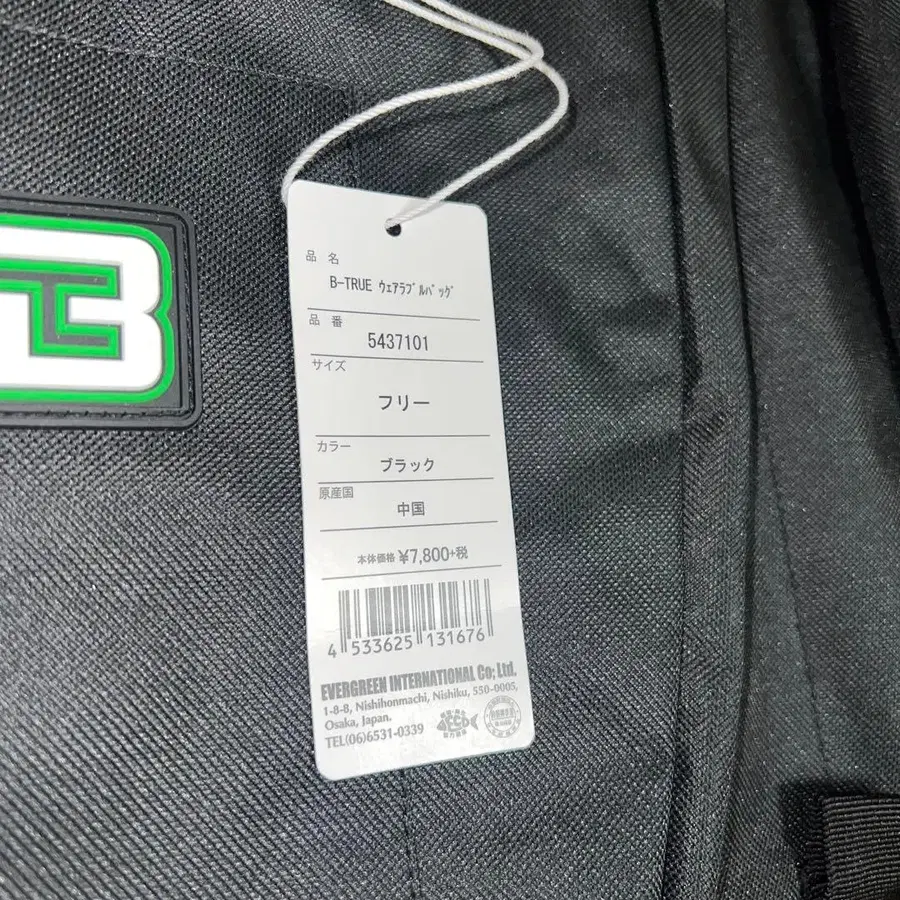 品 名
B-TRUE ｳｪｱﾗﾌﾞﾙﾊﾞｯｸﾞ
品 番
5437101
サイズ
フリー
カラー
ブラック
原産国
中国
本体価格 ¥7,800+税
4 533625 131676
EVERGREEN INTERNATIONAL Co; Ltd.
1-8-8, Nishihonmachi, Nishiku, 550-0005,
Osaka, Japan.
TEL(06)6531-0339